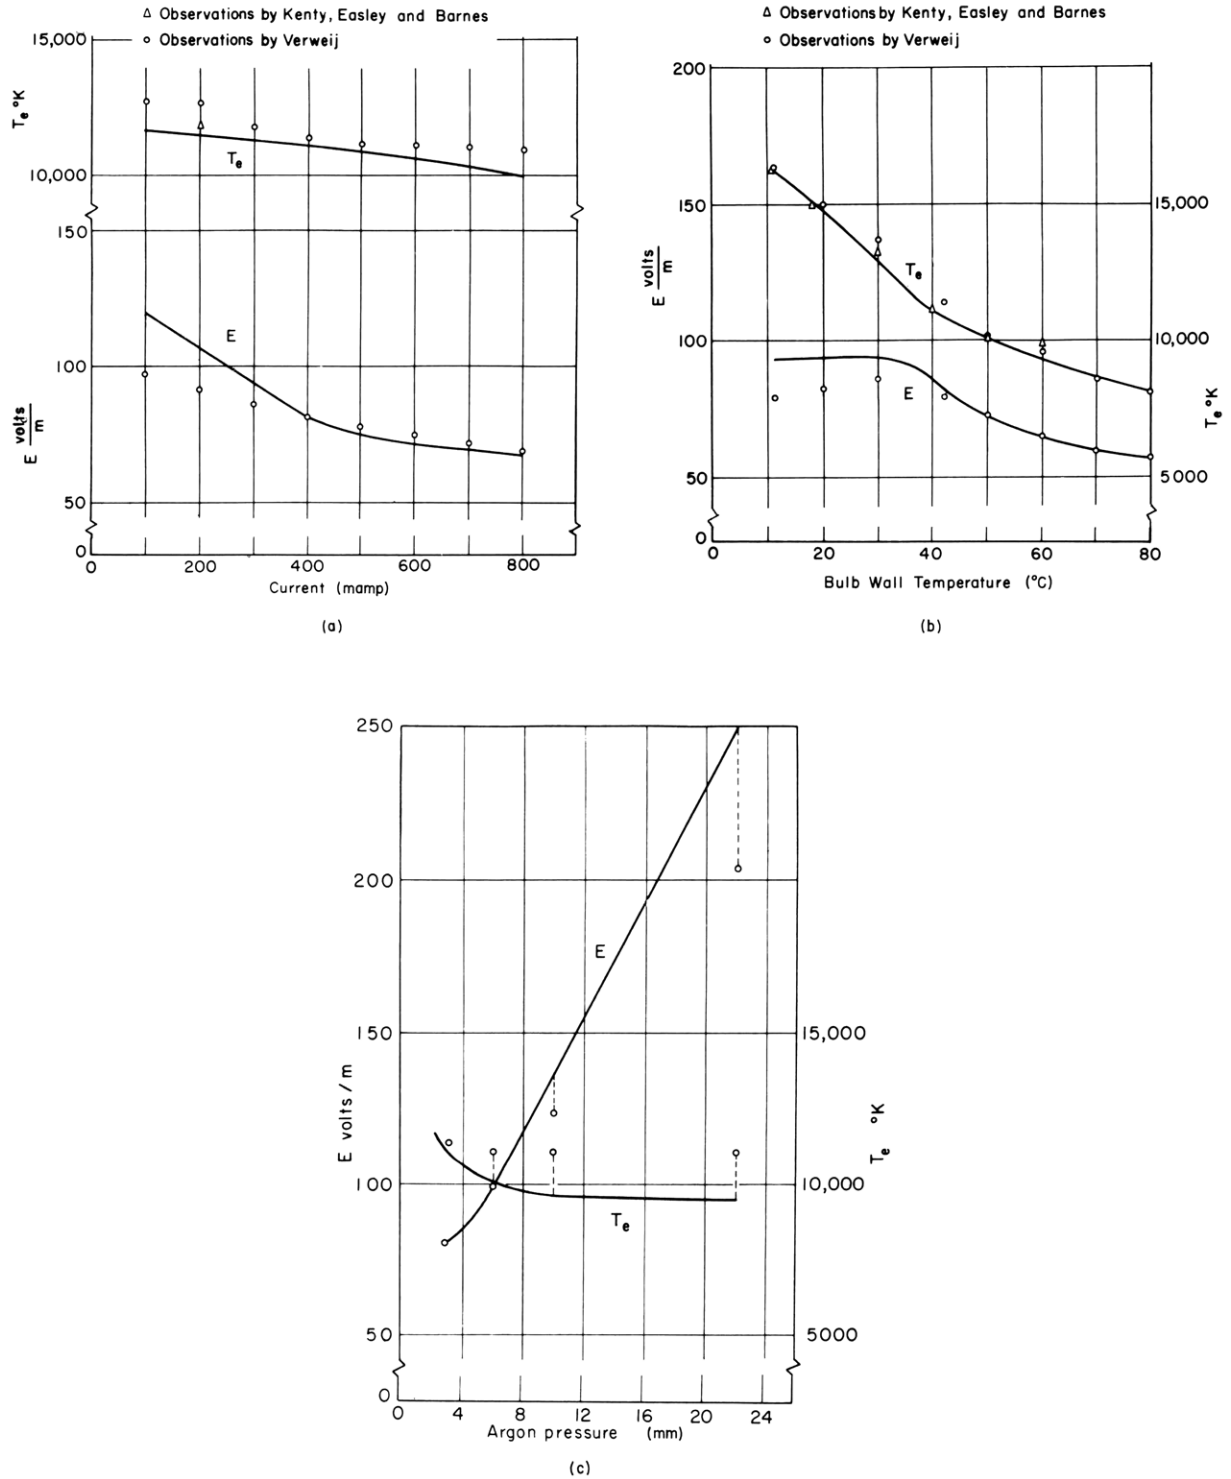 △ Observations by Kenty, Easley and Barnes
○ Observations by Verweij
15,000
Te °K
10,000
Te
150
E
100
E volts/m
50
0
0 200 400 600 800
Current (mamp)
(a)
△ Observations by Kenty, Easley and Barnes
○ Observations by Verweij
200
150
15,000
E volts/m
Te
100
10,000
E
Te °K
50
5000
0
0 20 40 60 80
Bulb Wall Temperature (°C)
(b)
250
200
E
150
15,000
E volts/m
Te °K
100
10,000
Te
50
5000
0
0 4 8 12 16 20 24
Argon pressure (mm)
(c)